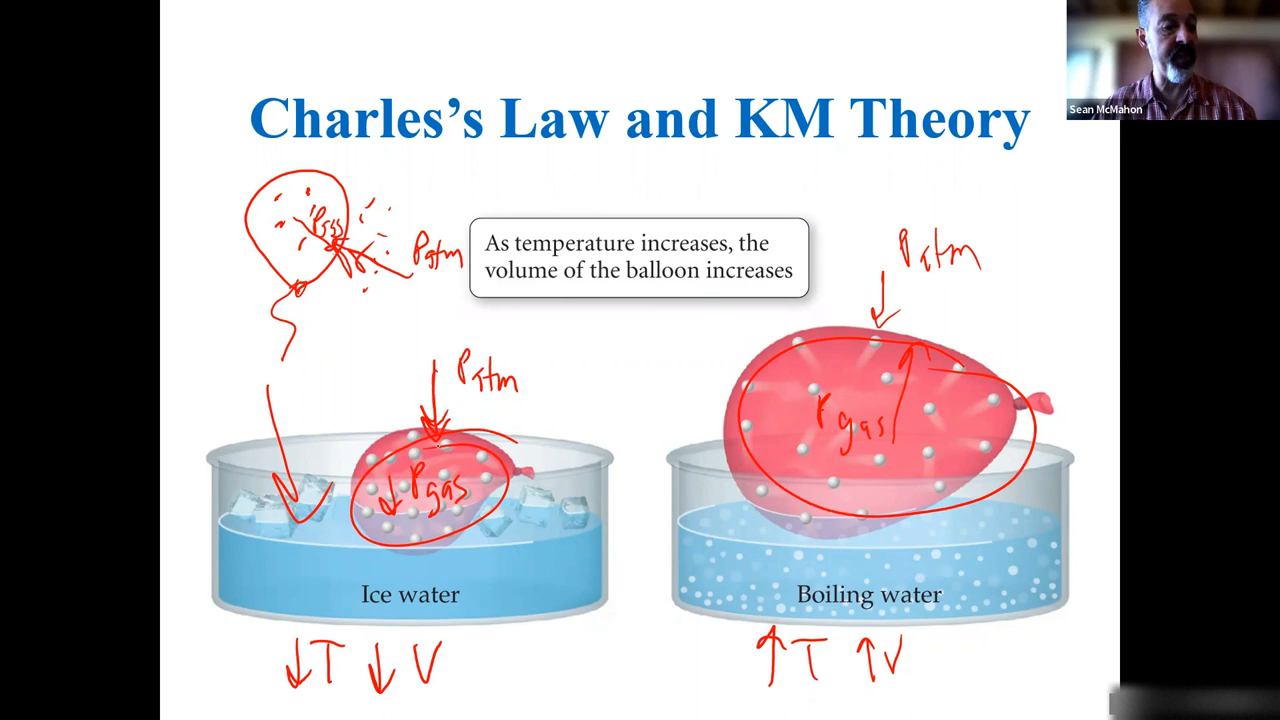 Sean McMahon
Charles's Law and KM Theory
Pgas
Patm
As temperature increases, the
volume of the balloon increases
Patm
Patm
↓ Pgas
Pgas ↑
Ice water
Boiling water
↓T ↓V
↑T ↑V